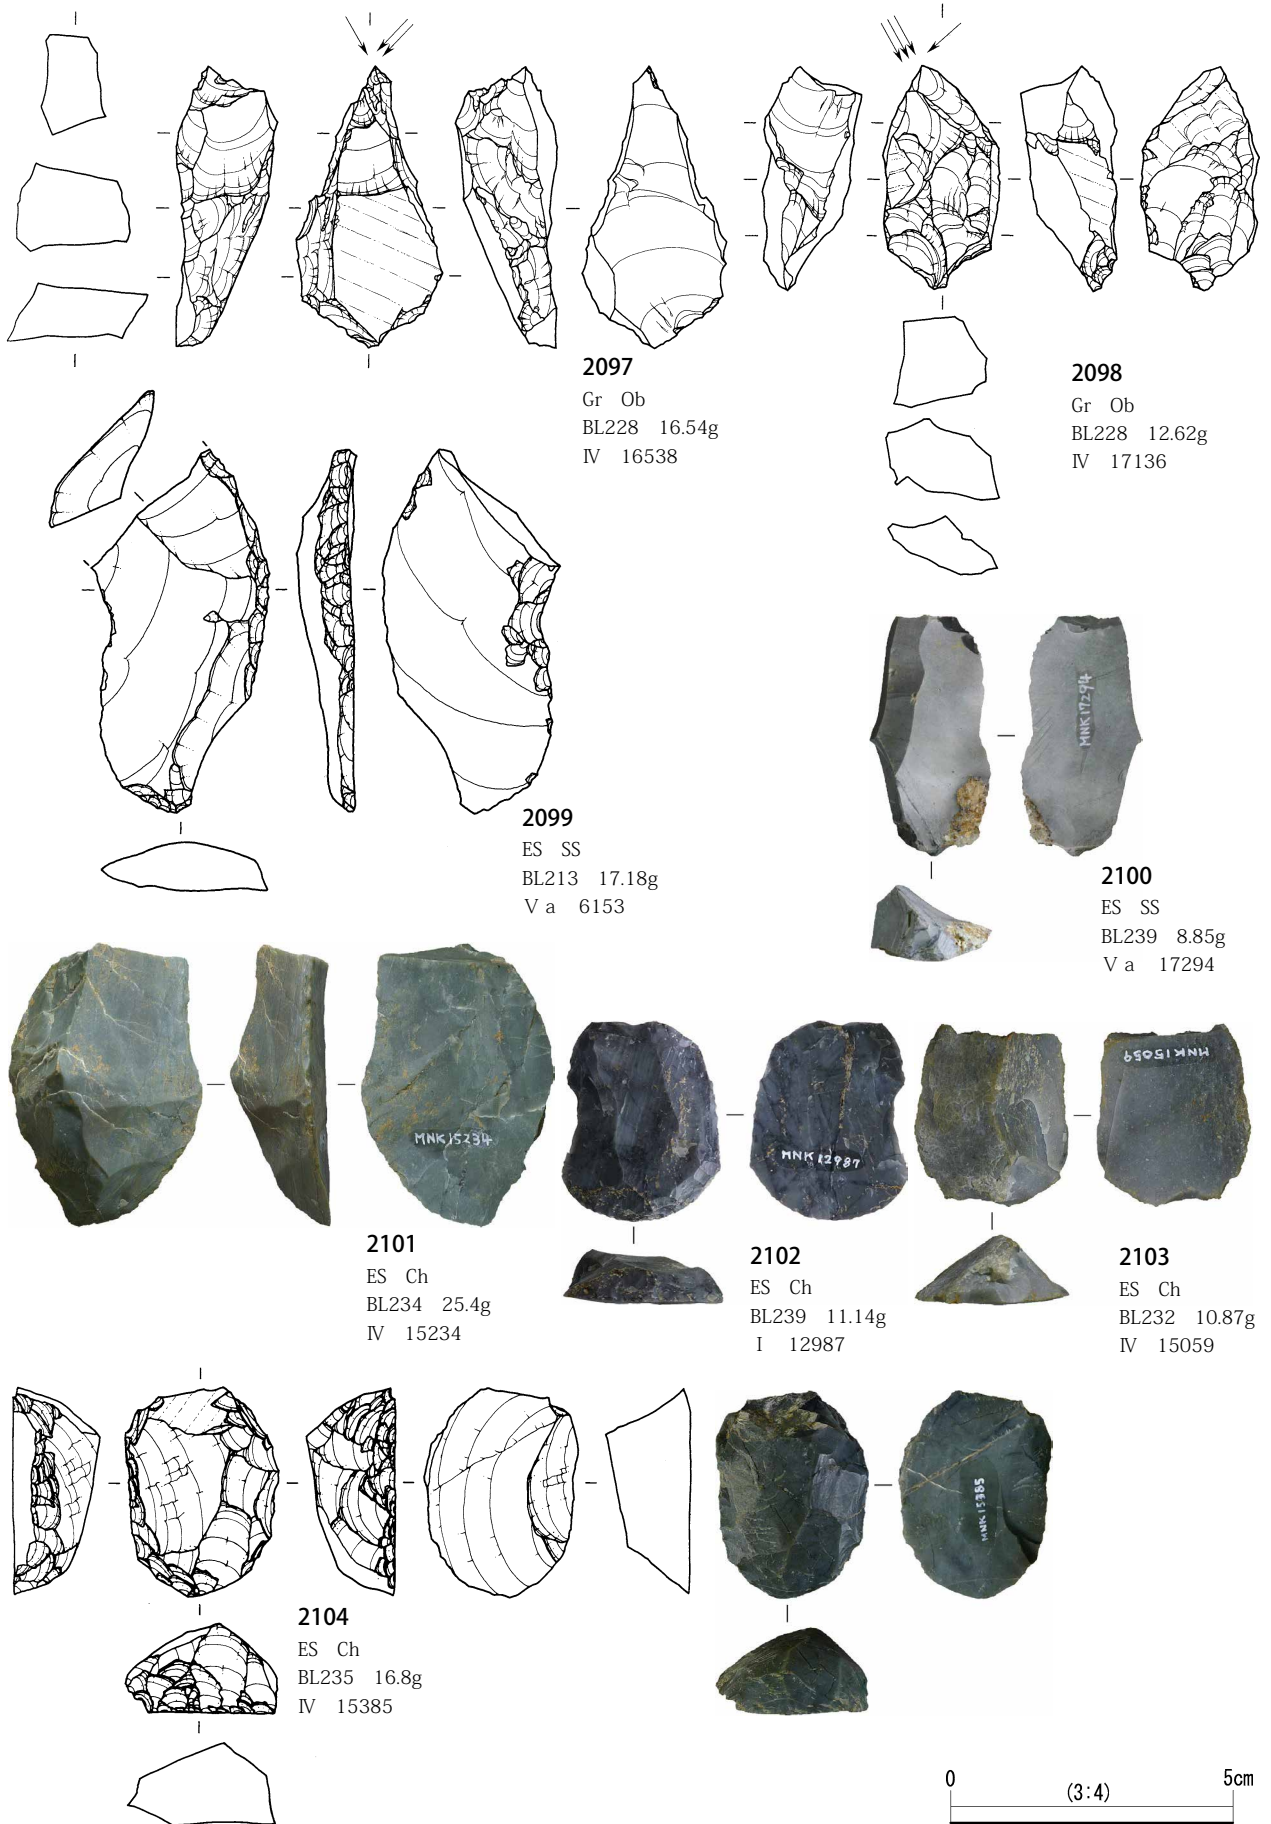 2097
Gr Ob
BL228 16.54g
Ⅳ 16538
2098
Gr Ob
BL228 12.62g
Ⅳ 17136
2099
ES SS
BL213 17.18g
Ⅴa 6153
MNK17294
2100
ES SS
BL239 8.85g
Ⅴa 17294
MNK15234
2101
ES Ch
BL234 25.4g
Ⅳ 15234
MNK12987
2102
ES Ch
BL239 11.14g
Ⅰ 12987
MNK15059
2103
ES Ch
BL232 10.87g
Ⅳ 15059
2104
ES Ch
BL235 16.8g
Ⅳ 15385
MNK15385
0 (3:4) 5cm